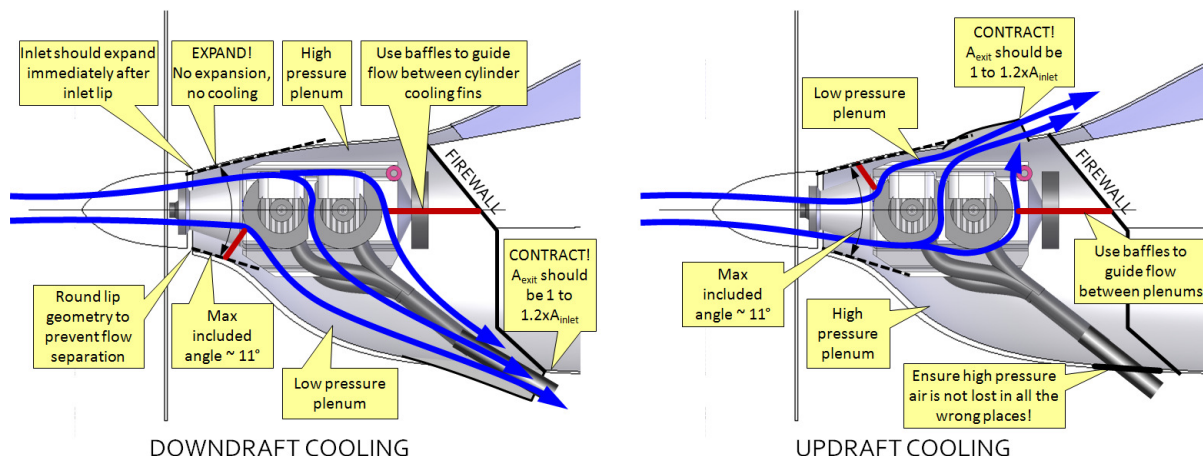 Inlet should expand
immediately after
inlet lip
EXPAND!
No expansion,
no cooling
High
pressure
plenum
Use baffles to guide
flow between cylinder
cooling fins
FIREWALL
CONTRACT!
Aexit should
be 1 to
1.2xAinlet
Round lip
geometry to
prevent flow
separation
Max
included
angle ~ 11°
Low pressure
plenum
DOWNDRAFT COOLING
CONTRACT!
Aexit should be
1 to 1.2xAinlet
Low pressure
plenum
FIREWALL
Use baffles to
guide flow
between plenums
Max
included
angle ~ 11°
High
pressure
plenum
Ensure high pressure
air is not lost in all the
wrong places!
UPDRAFT COOLING